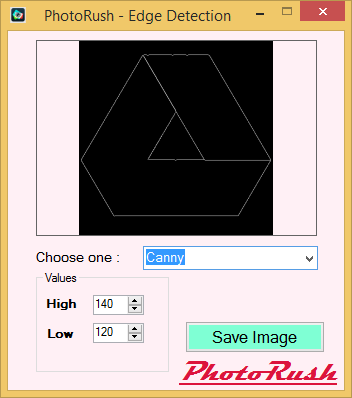 PhotoRush - Edge Detection
Choose one :
Canny
Values
High
140
Low
120
Save Image
PhotoRush